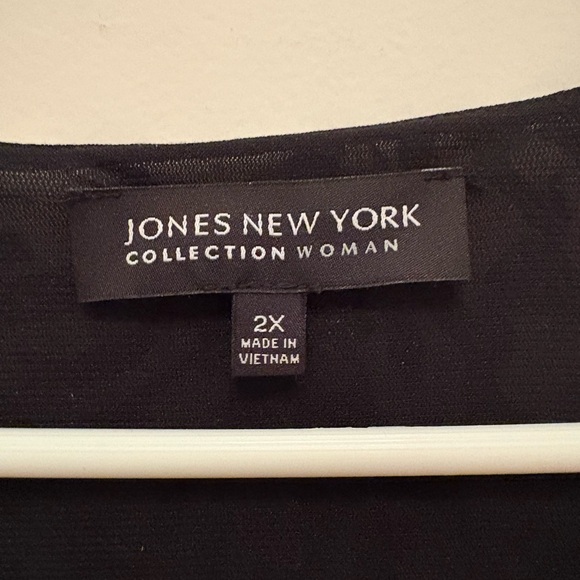 JONES NEW YORK
COLLECTION WOMAN
2X
MADE IN
VIETNAM